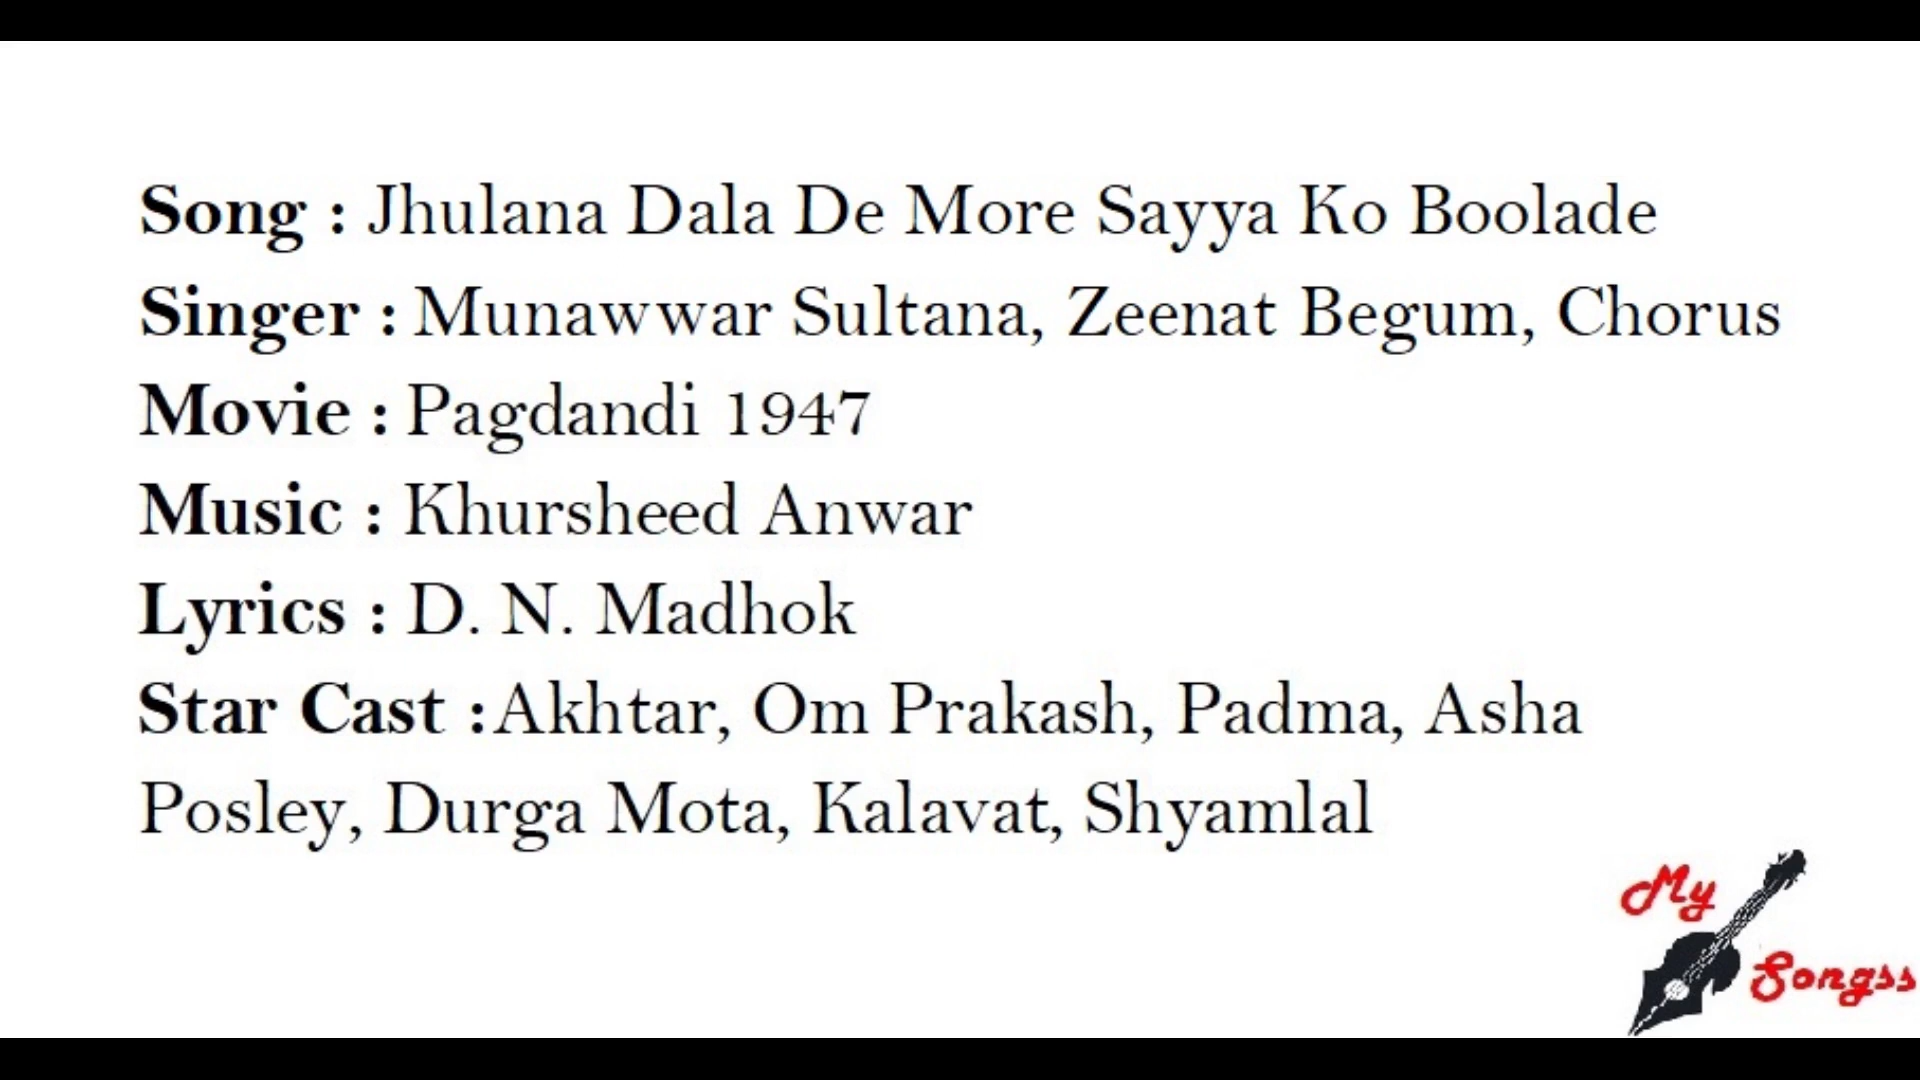 Song : Jhulana Dala De More Sayya Ko Boolade
Singer : Munawwar Sultana, Zeenat Begum, Chorus
Movie : Pagdandi 1947
Music : Khursheed Anwar
Lyrics : D. N. Madhok
Star Cast :Akhtar, Om Prakash, Padma, Asha
Posley, Durga Mota, Kalavat, Shyamlal
My
Songss